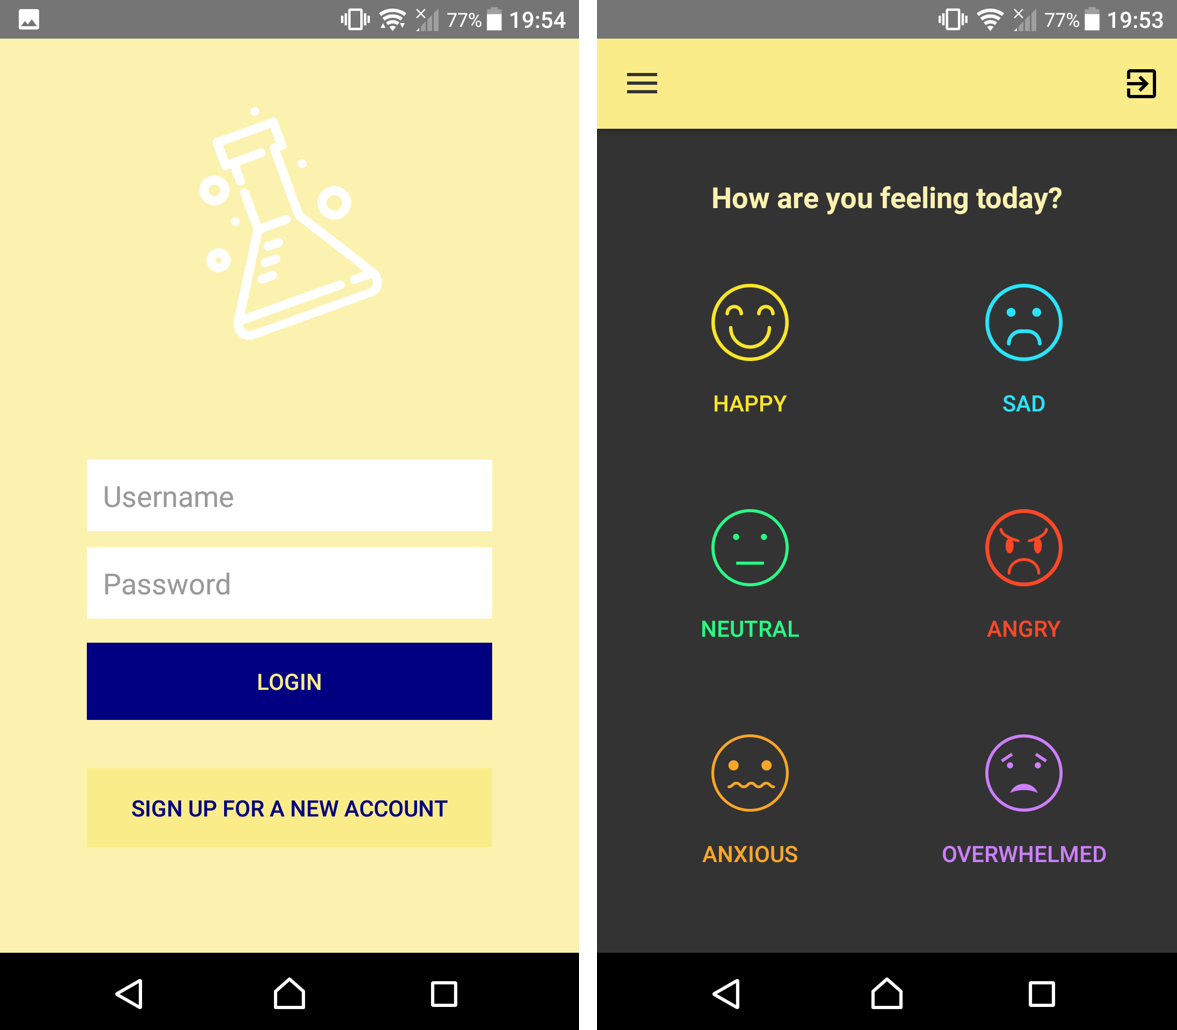 77% 19:54
Username
Password
LOGIN
SIGN UP FOR A NEW ACCOUNT
77% 19:53
How are you feeling today?
HAPPY
SAD
NEUTRAL
ANGRY
ANXIOUS
OVERWHELMED